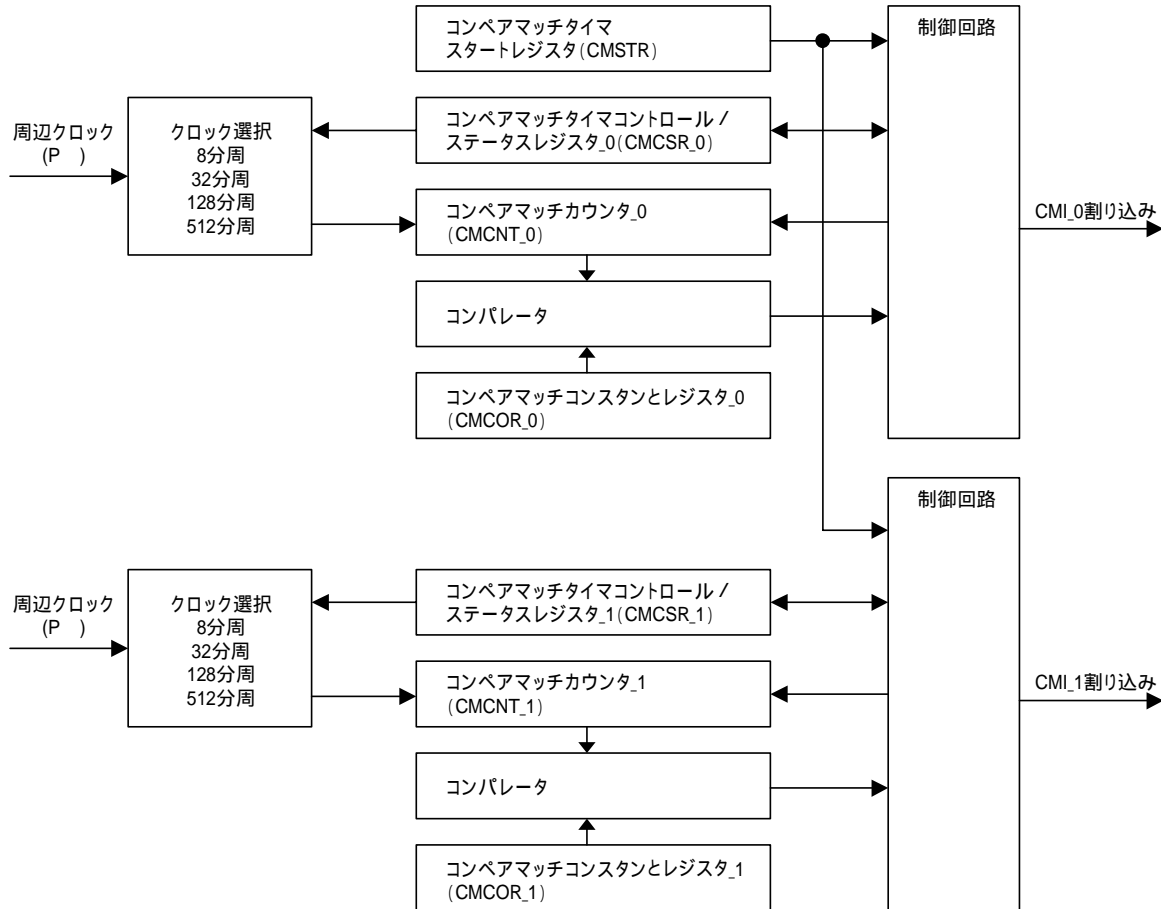 コンペアマッチタイマ
スタートレジスタ(CMSTR)
制御回路
周辺クロック
(P　)
クロック選択
8分周
32分周
128分周
512分周
コンペアマッチタイマコントロール /
ステータスレジスタ_0(CMCSR_0)
コンペアマッチカウンタ_0
(CMCNT_0)
CMI_0割り込み
コンパレータ
コンペアマッチコンスタンとレジスタ_0
(CMCOR_0)
制御回路
周辺クロック
(P　)
クロック選択
8分周
32分周
128分周
512分周
コンペアマッチタイマコントロール /
ステータスレジスタ_1(CMCSR_1)
コンペアマッチカウンタ_1
(CMCNT_1)
CMI_1割り込み
コンパレータ
コンペアマッチコンスタンとレジスタ_1
(CMCOR_1)